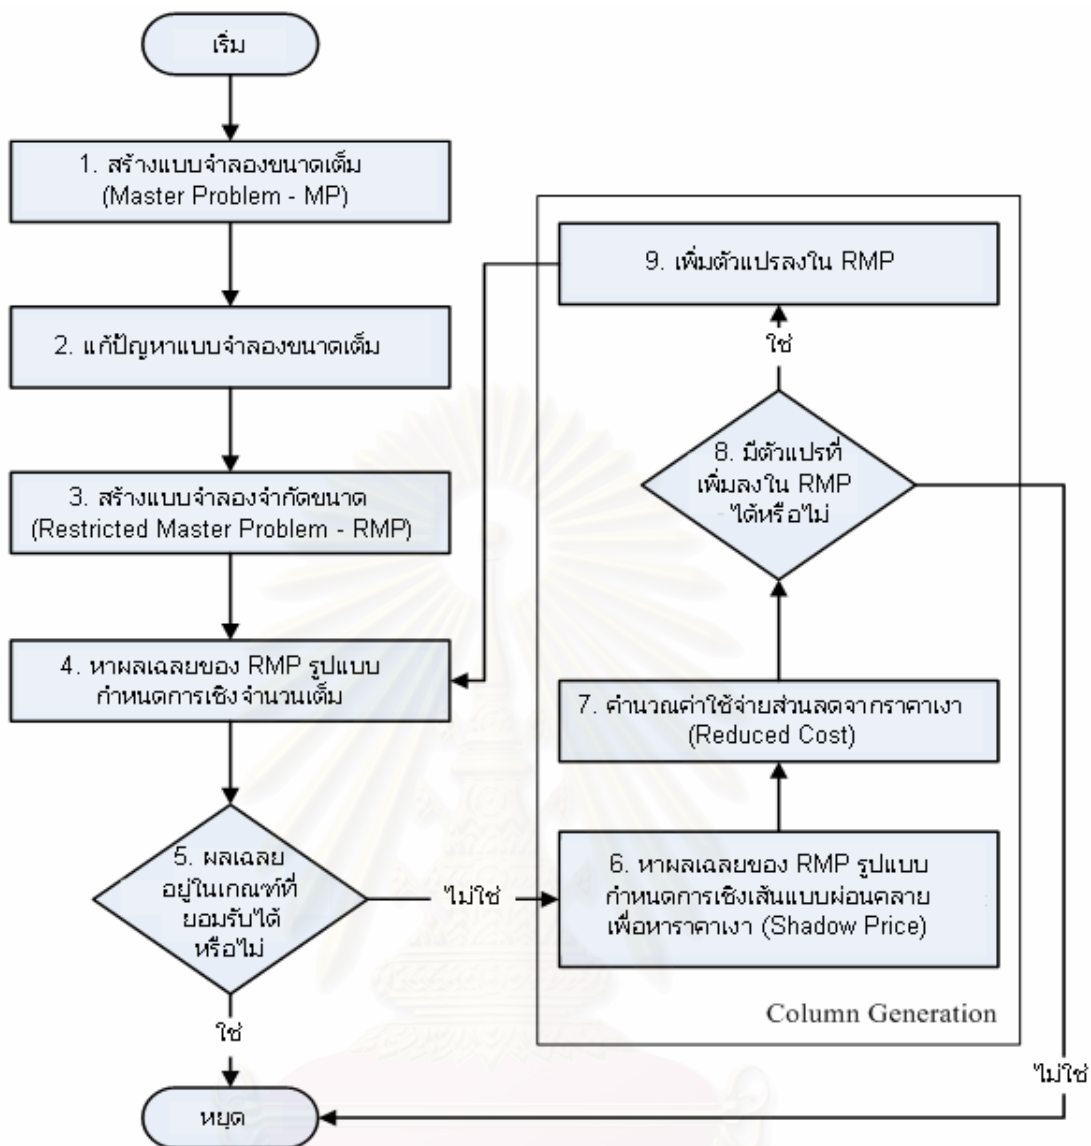 เริ่ม
1. สร้างแบบจำลองขนาดเต็ม
(Master Problem - MP)
2. แก้ปัญหาแบบจำลองขนาดเต็ม
3. สร้างแบบจำลองจำกัดขนาด
(Restricted Master Problem - RMP)
4. หาผลเฉลยของ RMP รูปแบบ
กำหนดการเชิงจำนวนเต็ม
5. ผลเฉลย
อยู่ในเกณฑ์ที่
ยอมรับได้
หรือไม่
ใช่
หยุด
ไม่ใช่
6. หาผลเฉลยของ RMP รูปแบบ
กำหนดการเชิงเส้นแบบผ่อนคลาย
เพื่อหาราคาเงา (Shadow Price)
7. คำนวณค่าใช้จ่ายส่วนลดจากราคาเงา
(Reduced Cost)
8. มีตัวแปรที่
เพิ่มลงใน RMP
ได้หรือไม่
ใช่
9. เพิ่มตัวแปรลงใน RMP
Column Generation
ไม่ใช่